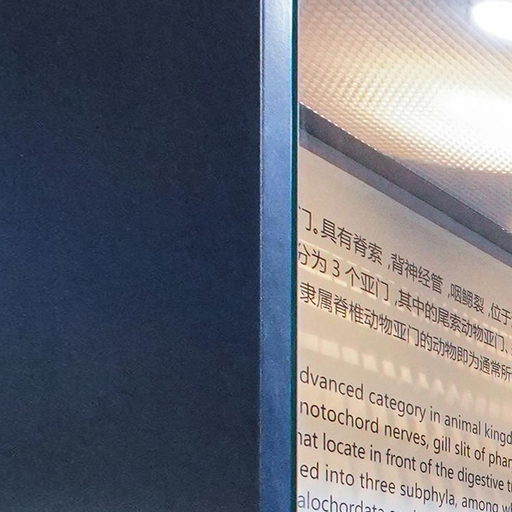 门。具有脊索,背神经管,咽鳃裂,位于
分为3个亚门,其中的尾索动物亚门、
隶属脊椎动物亚门的动物即为通常所
dvanced category in animal kingd
notochord nerves, gill slit of phar
hat locate in front of the digestive t
ed into three subphyla, among w
alochordata